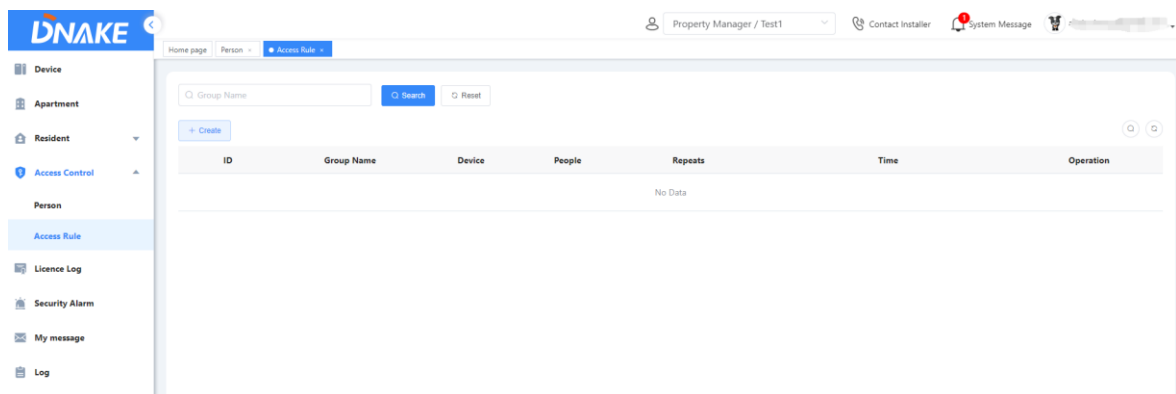 DNAKE
Property Manager / Test1
Contact Installer
1
System Message
Home page
Person ×
Access Rule ×
Device
Apartment
Resident
Access Control
Person
Access Rule
Licence Log
Security Alarm
My message
Log
Group Name
Search
Reset
+ Create
ID Group Name Device People Repeats Time Operation
No Data